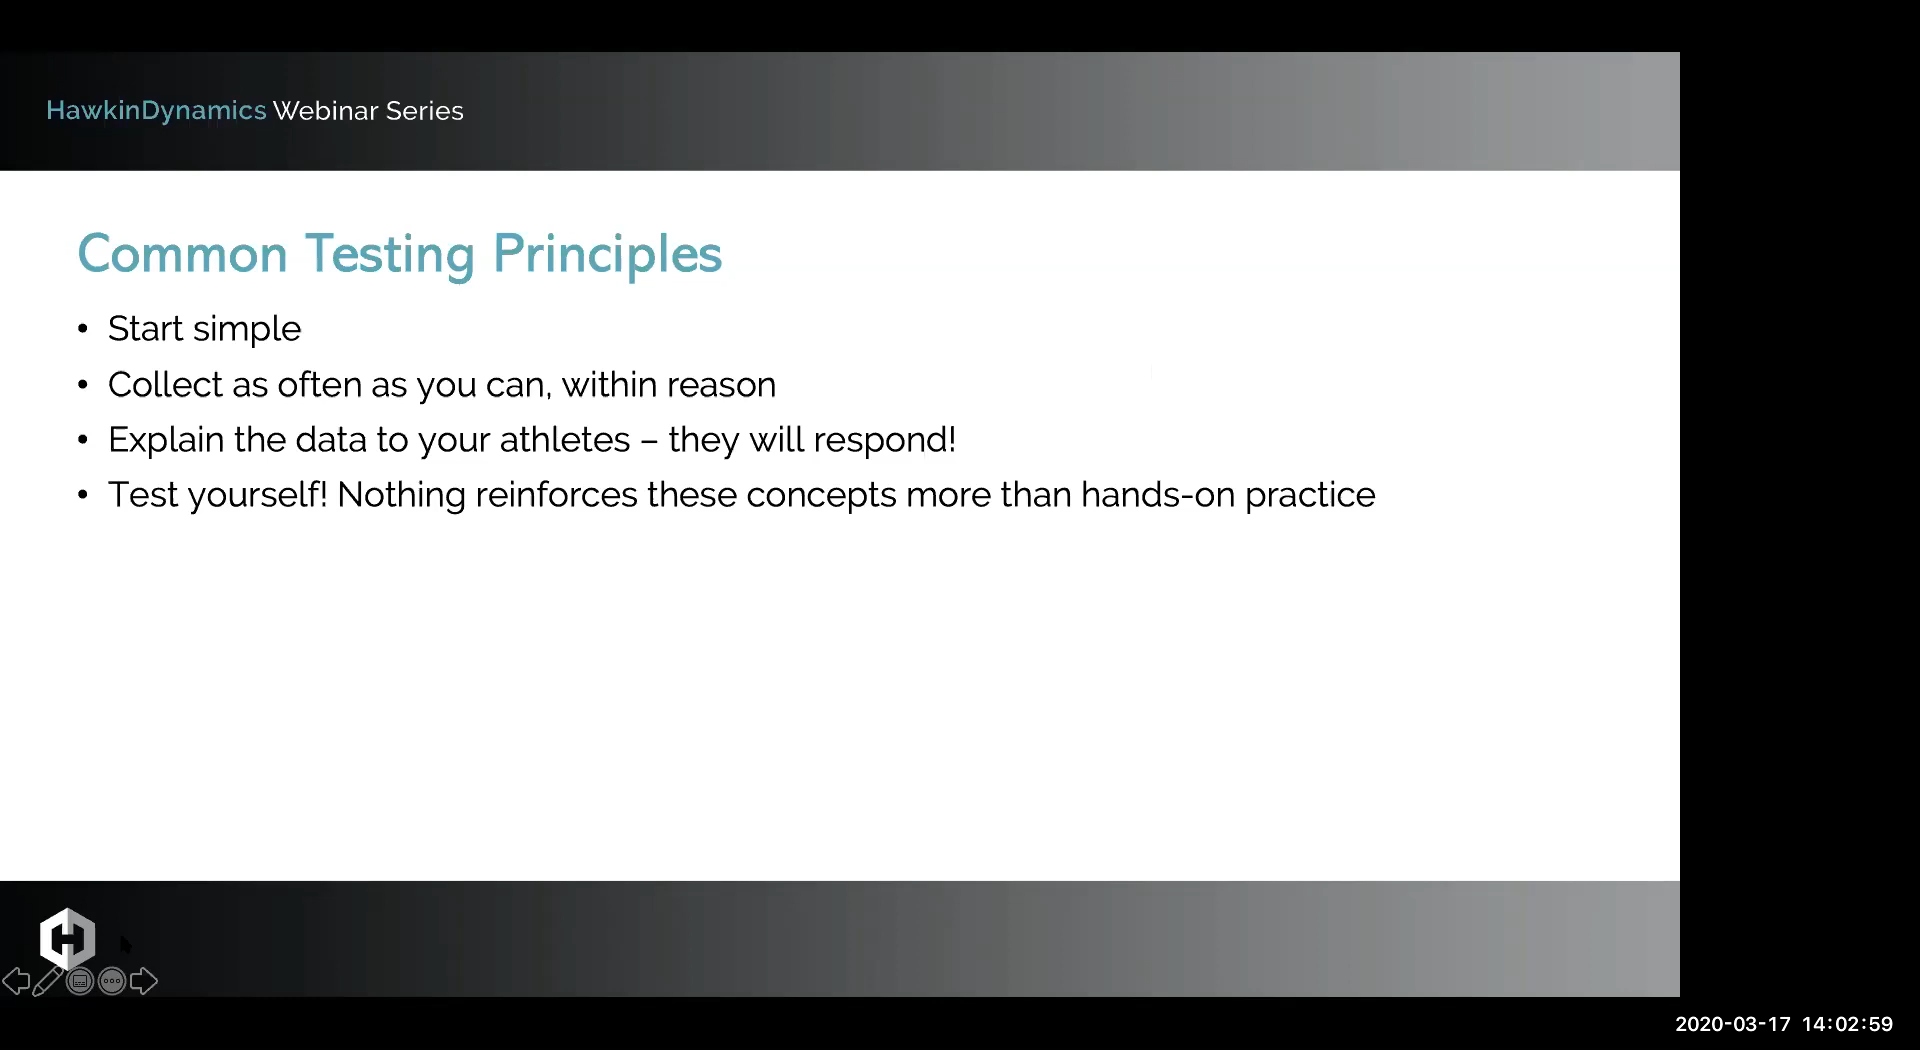 HawkinDynamics Webinar Series
Common Testing Principles
• Start simple
• Collect as often as you can, within reason
• Explain the data to your athletes – they will respond!
• Test yourself! Nothing reinforces these concepts more than hands-on practice
H
2020-03-17 14:02:59